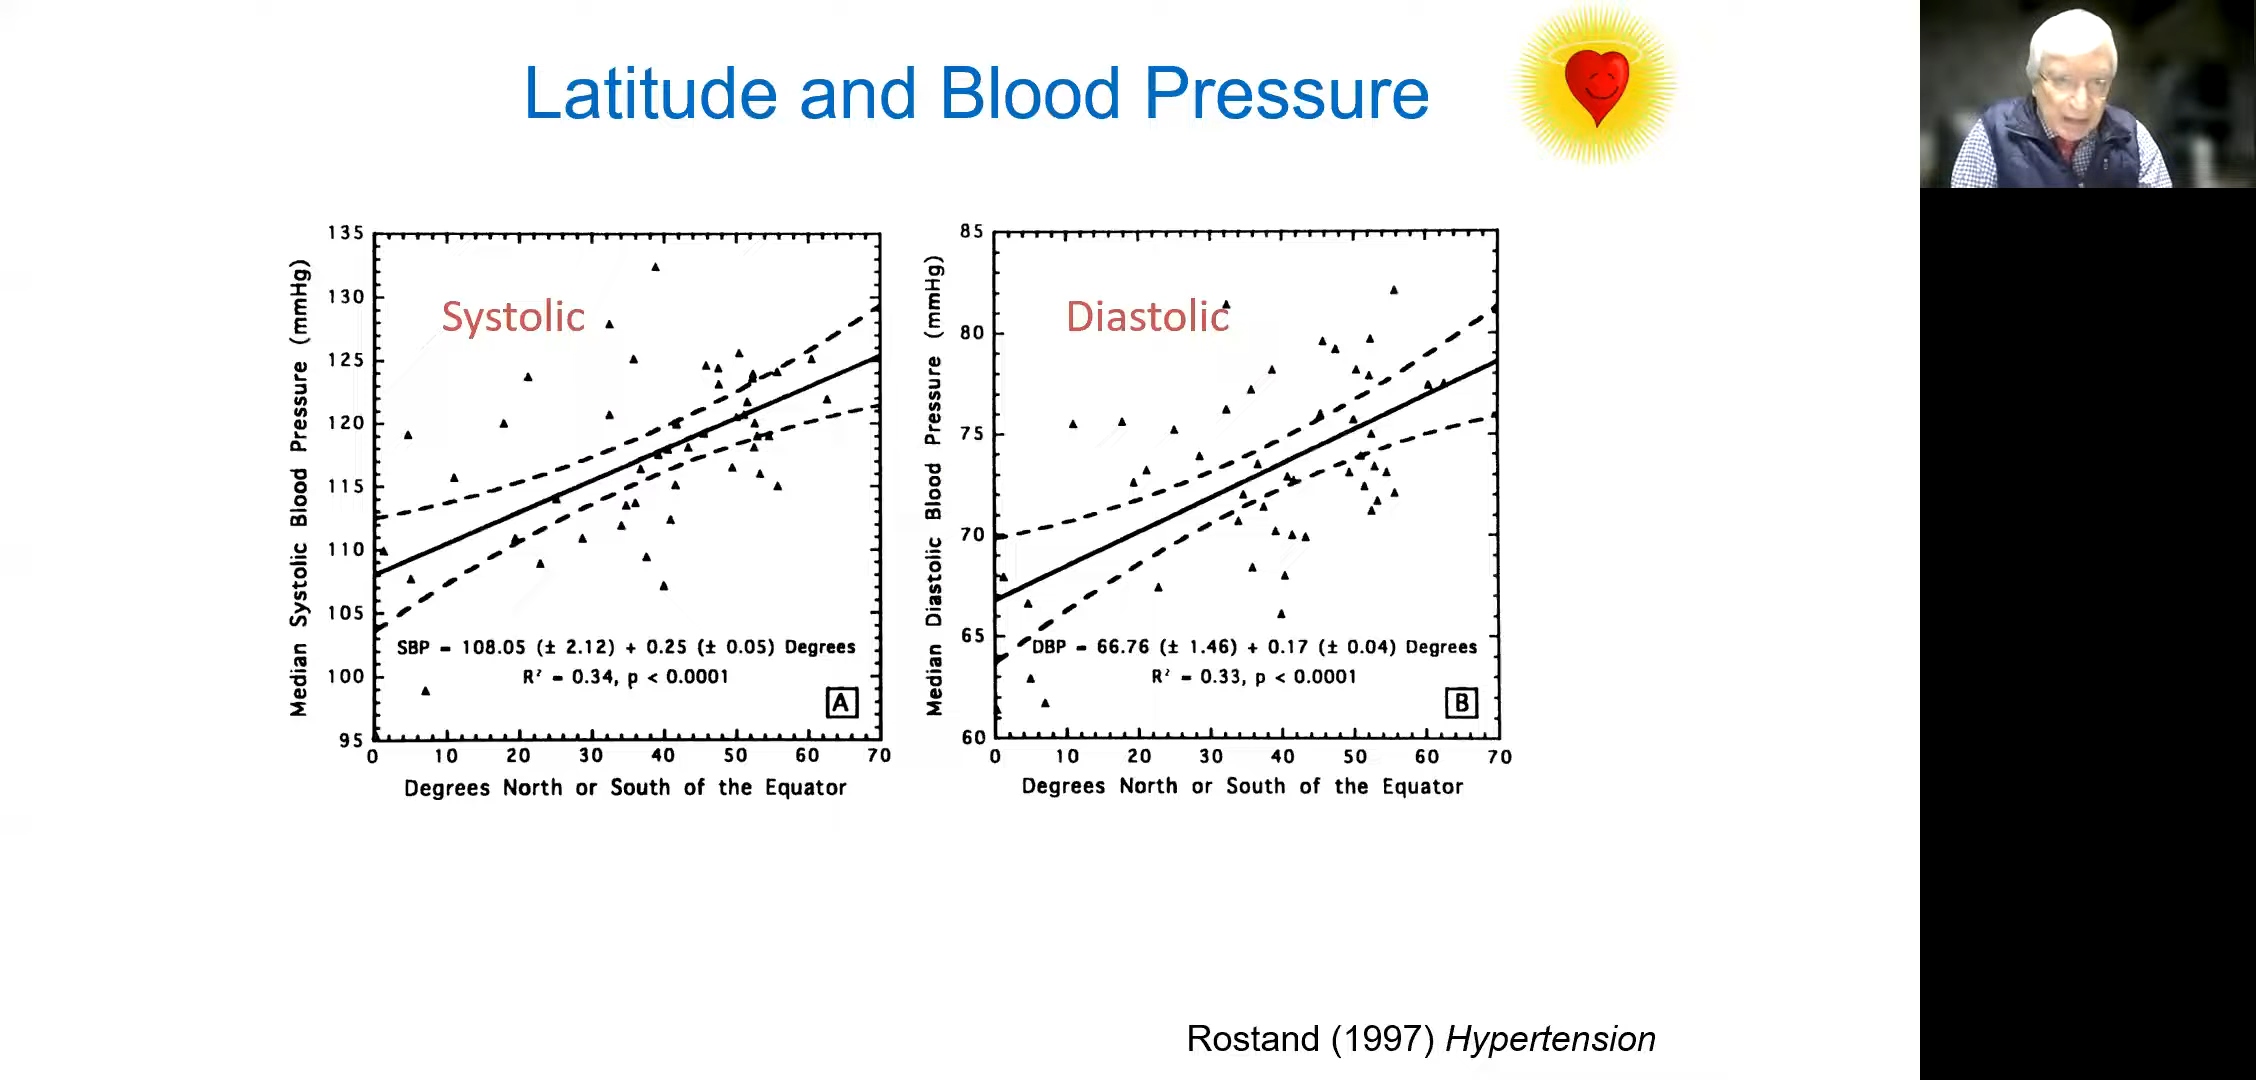 Latitude and Blood Pressure
Systolic
Median Systolic Blood Pressure (mmHg)
135
130
125
120
115
110
105
100
95
SBP = 108.05 (± 2.12) + 0.25 (± 0.05) Degrees
R² = 0.34, p < 0.0001
A
0 10 20 30 40 50 60 70
Degrees North or South of the Equator
Diastolic
Median Diastolic Blood Pressure (mmHg)
85
80
75
70
65
60
DBP = 66.76 (± 1.46) + 0.17 (± 0.04) Degrees
R² = 0.33, p < 0.0001
B
0 10 20 30 40 50 60 70
Degrees North or South of the Equator
Rostand (1997) Hypertension